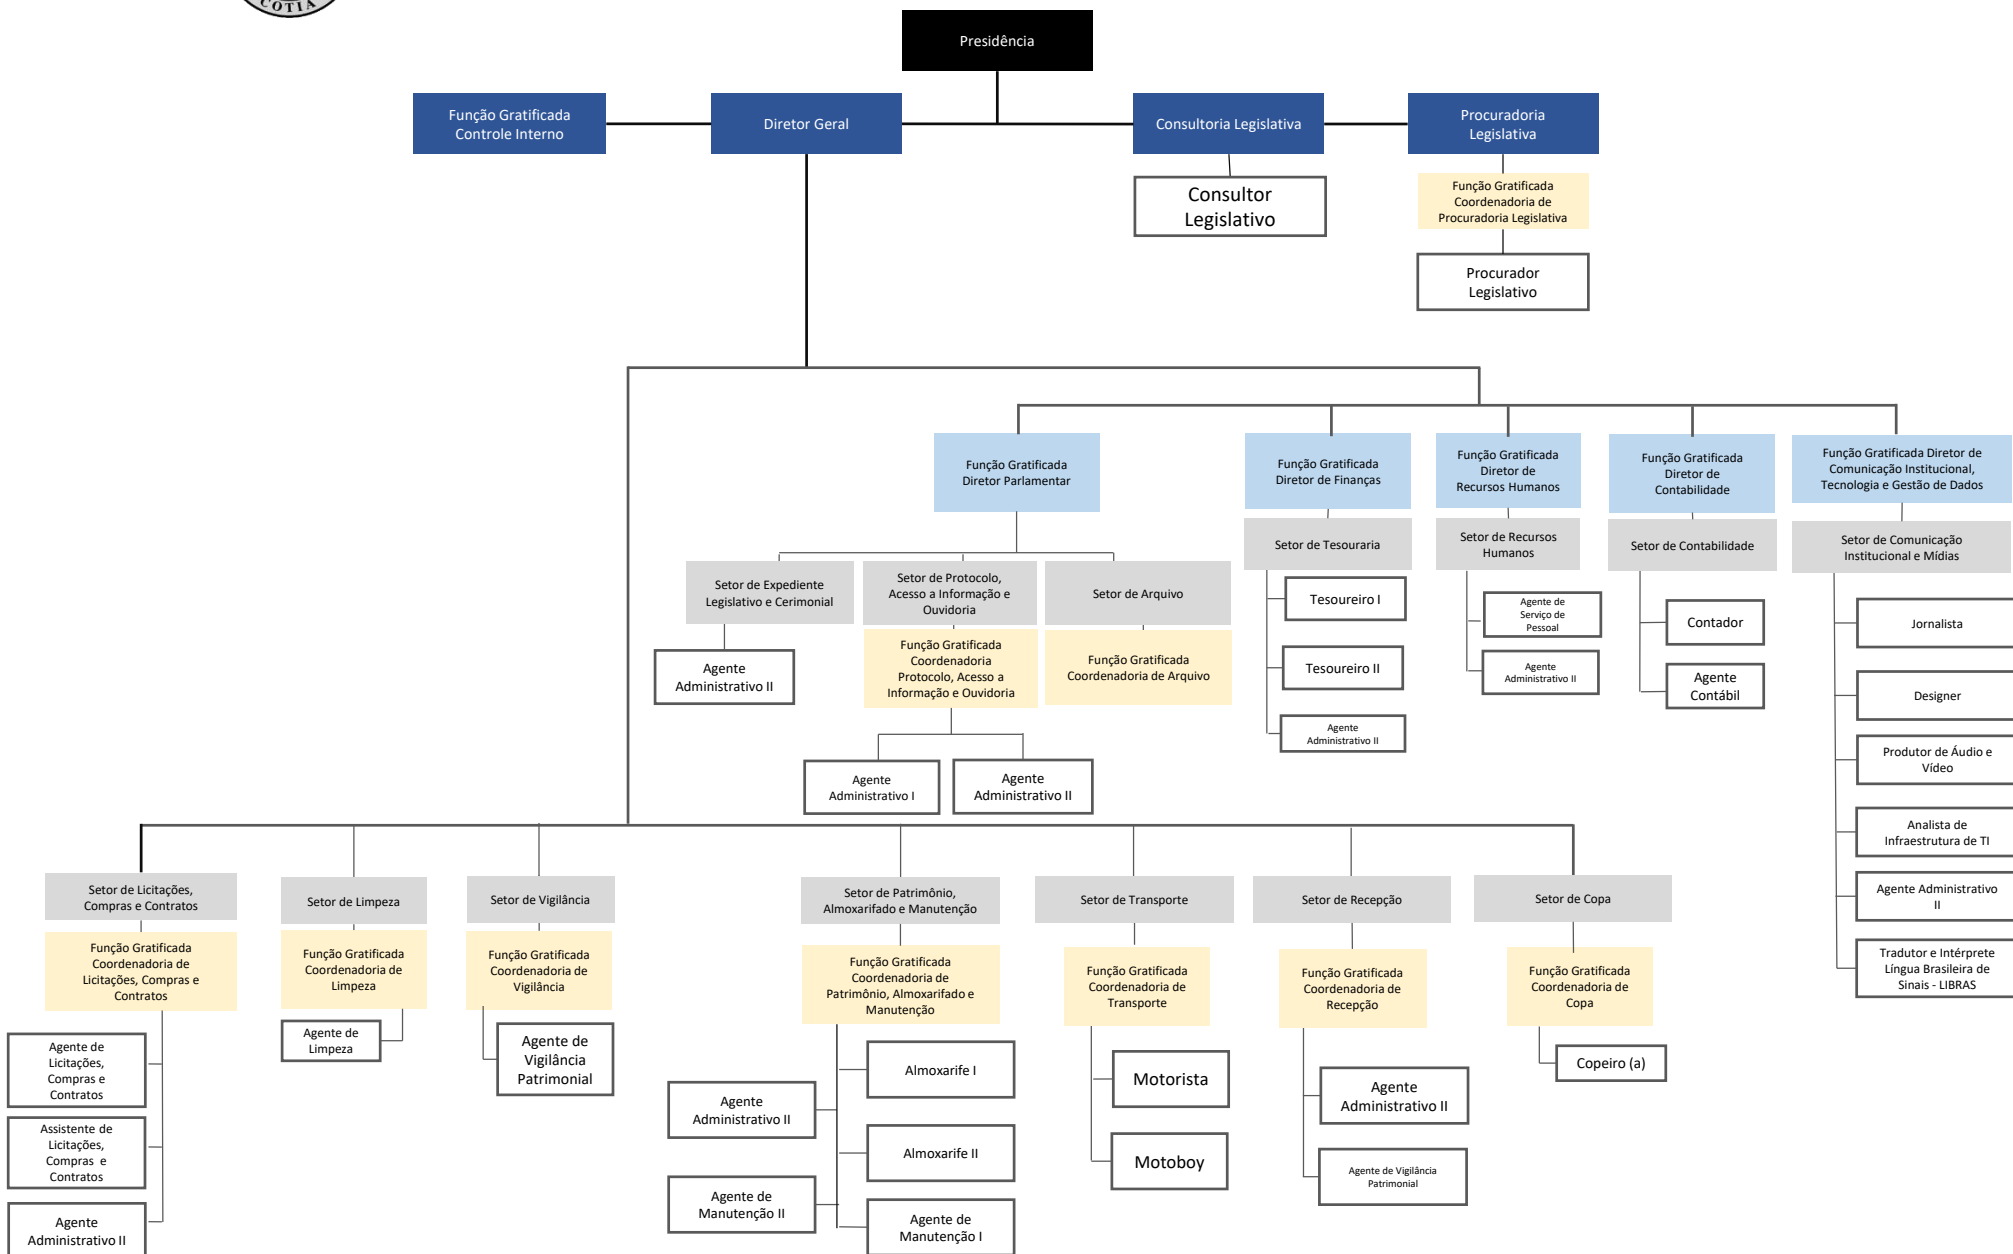 COTIA
Presidência
Função Gratificada
Controle Interno
Diretor Geral
Consultoria Legislativa
Procuradoria
Legislativa
Consultor
Legislativo
Função Gratificada
Coordenadoria de
Procuradoria Legislativa
Procurador
Legislativo
Função Gratificada
Diretor Parlamentar
Função Gratificada
Diretor de Finanças
Função Gratificada
Diretor de
Recursos Humanos
Função Gratificada
Diretor de
Contabilidade
Função Gratificada Diretor de
Comunicação Institucional,
Tecnologia e Gestão de Dados
Setor de Expediente
Legislativo e Cerimonial
Agente
Administrativo II
Setor de Protocolo,
Acesso a Informação e
Ouvidoria
Função Gratificada
Coordenadoria
Protocolo, Acesso a
Informação e Ouvidoria
Agente
Administrativo I
Agente
Administrativo II
Setor de Arquivo
Função Gratificada
Coordenadoria de Arquivo
Setor de Tesouraria
Tesoureiro I
Tesoureiro II
Agente
Administrativo II
Setor de Recursos
Humanos
Agente de
Serviço de
Pessoal
Agente
Administrativo II
Setor de Contabilidade
Contador
Agente
Contábil
Setor de Comunicação
Institucional e Mídias
Jornalista
Designer
Produtor de Áudio e
Vídeo
Analista de
Infraestrutura de TI
Agente Administrativo
II
Tradutor e Intérprete
Língua Brasileira de
Sinais - LIBRAS
Setor de Licitações,
Compras e Contratos
Função Gratificada
Coordenadoria de
Licitações, Compras e
Contratos
Agente de
Licitações,
Compras e
Contratos
Assistente de
Licitações,
Compras e
Contratos
Agente
Administrativo II
Setor de Limpeza
Função Gratificada
Coordenadoria de
Limpeza
Agente de
Limpeza
Setor de Vigilância
Função Gratificada
Coordenadoria de
Vigilância
Agente de
Vigilância
Patrimonial
Setor de Patrimônio,
Almoxarifado e Manutenção
Função Gratificada
Coordenadoria de
Patrimônio, Almoxarifado e
Manutenção
Almoxarife I
Agente
Administrativo II
Almoxarife II
Agente de
Manutenção II
Agente de
Manutenção I
Setor de Transporte
Função Gratificada
Coordenadoria de
Transporte
Motorista
Motoboy
Setor de Recepção
Função Gratificada
Coordenadoria de
Recepção
Agente
Administrativo II
Agente de Vigilância
Patrimonial
Setor de Copa
Função Gratificada
Coordenadoria de
Copa
Copeiro (a)